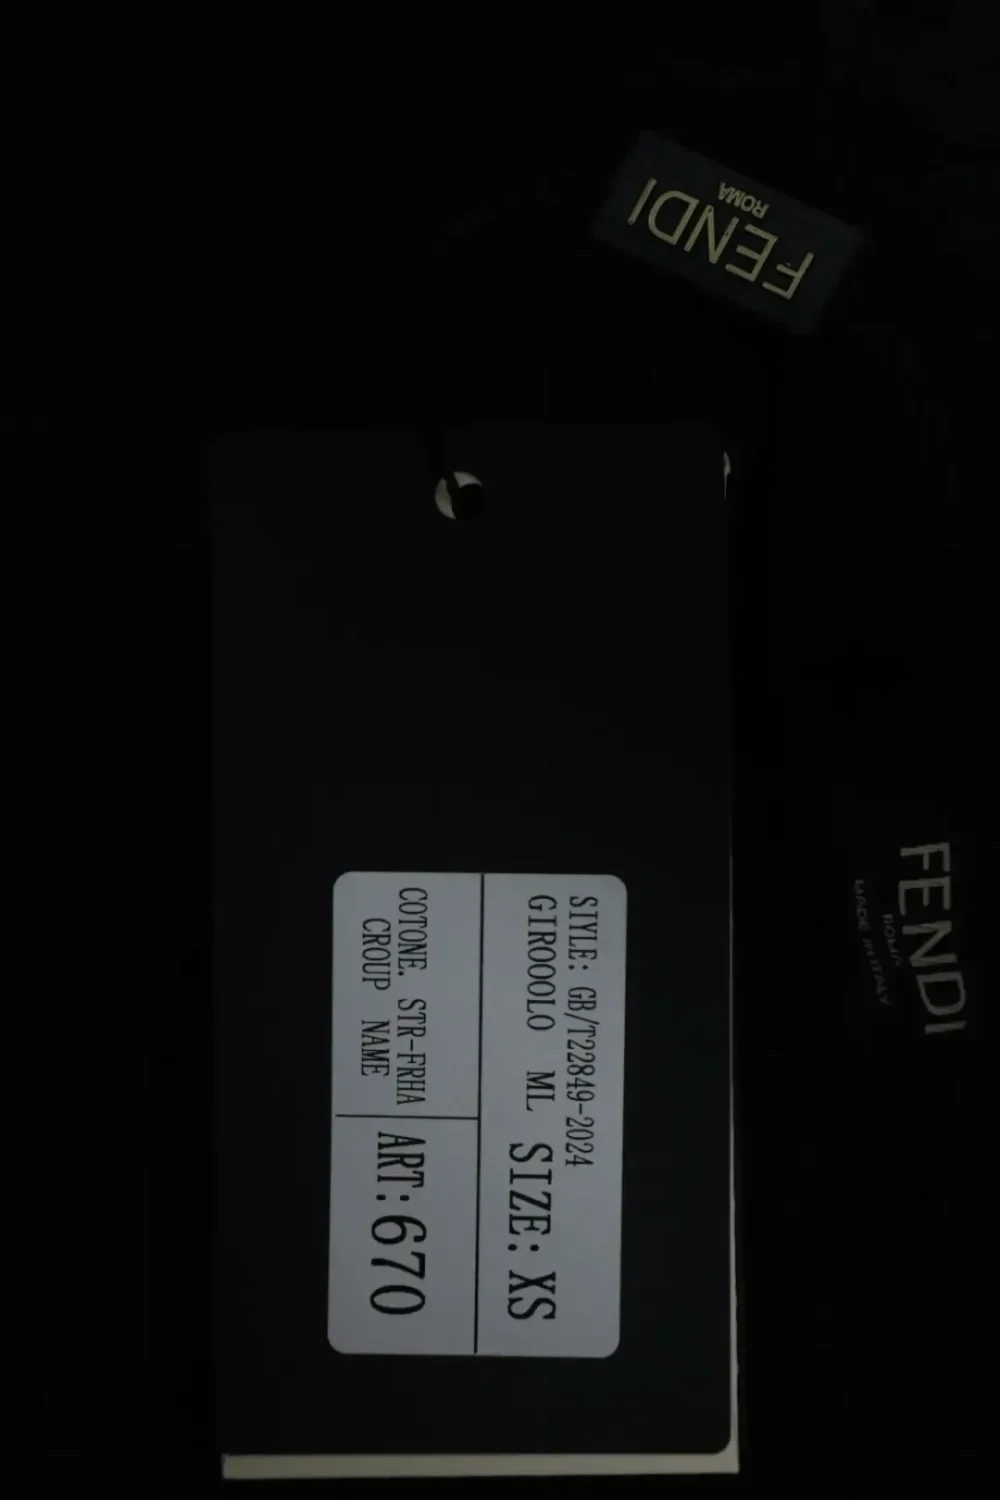 FENDI
ROMA
SIYLE: GB/T22849-2024
GIROOOLO ML SIZE: XS
COTONE. STR-FRHA
CROUP NAME
ART:670
FENDI
ROMA
MADE IN ITALY